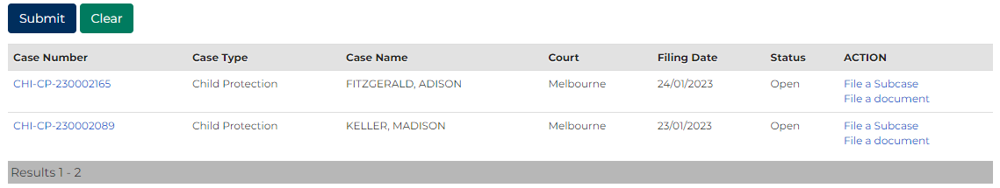 Submit Clear
Case Number Case Type Case Name Court Filing Date Status ACTION
CHI-CP-230002165 Child Protection FITZGERALD, ADISON Melbourne 24/01/2023 Open File a Subcase
File a document
CHI-CP-230002089 Child Protection KELLER, MADISON Melbourne 23/01/2023 Open File a Subcase
File a document
Results 1 - 2